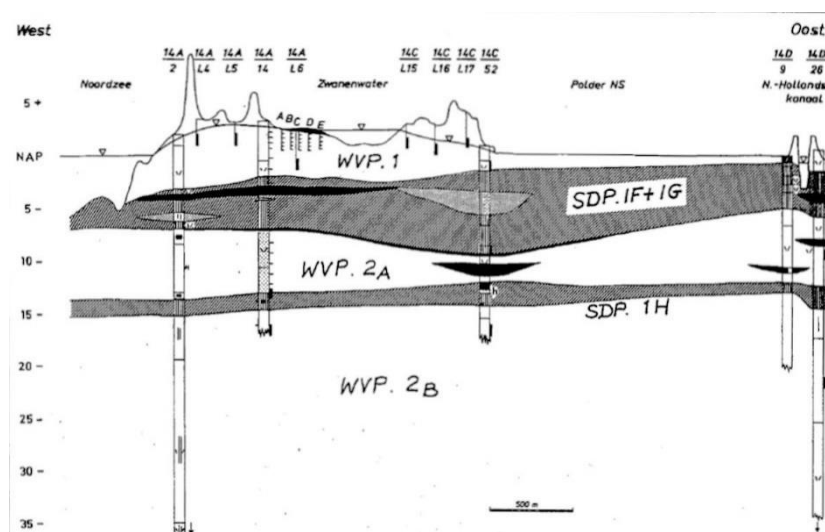 West
Oost
14A 14A 14A 14A 14A 14C 14C 14C 14C 14D 14D
2 L4 L5 14 L6 L15 L16 L17 52 9 26
Noordzee Zwanenwater Polder NS N.-Hollands
kanaal
5 +
A B C D E
NAP
WVP. 1
SDP. 1F+1G
5 -
10 -
WVP. 2A
SDP. 1H
15 -
20 -
WVP. 2B
25 -
30 -
500 m
35 -